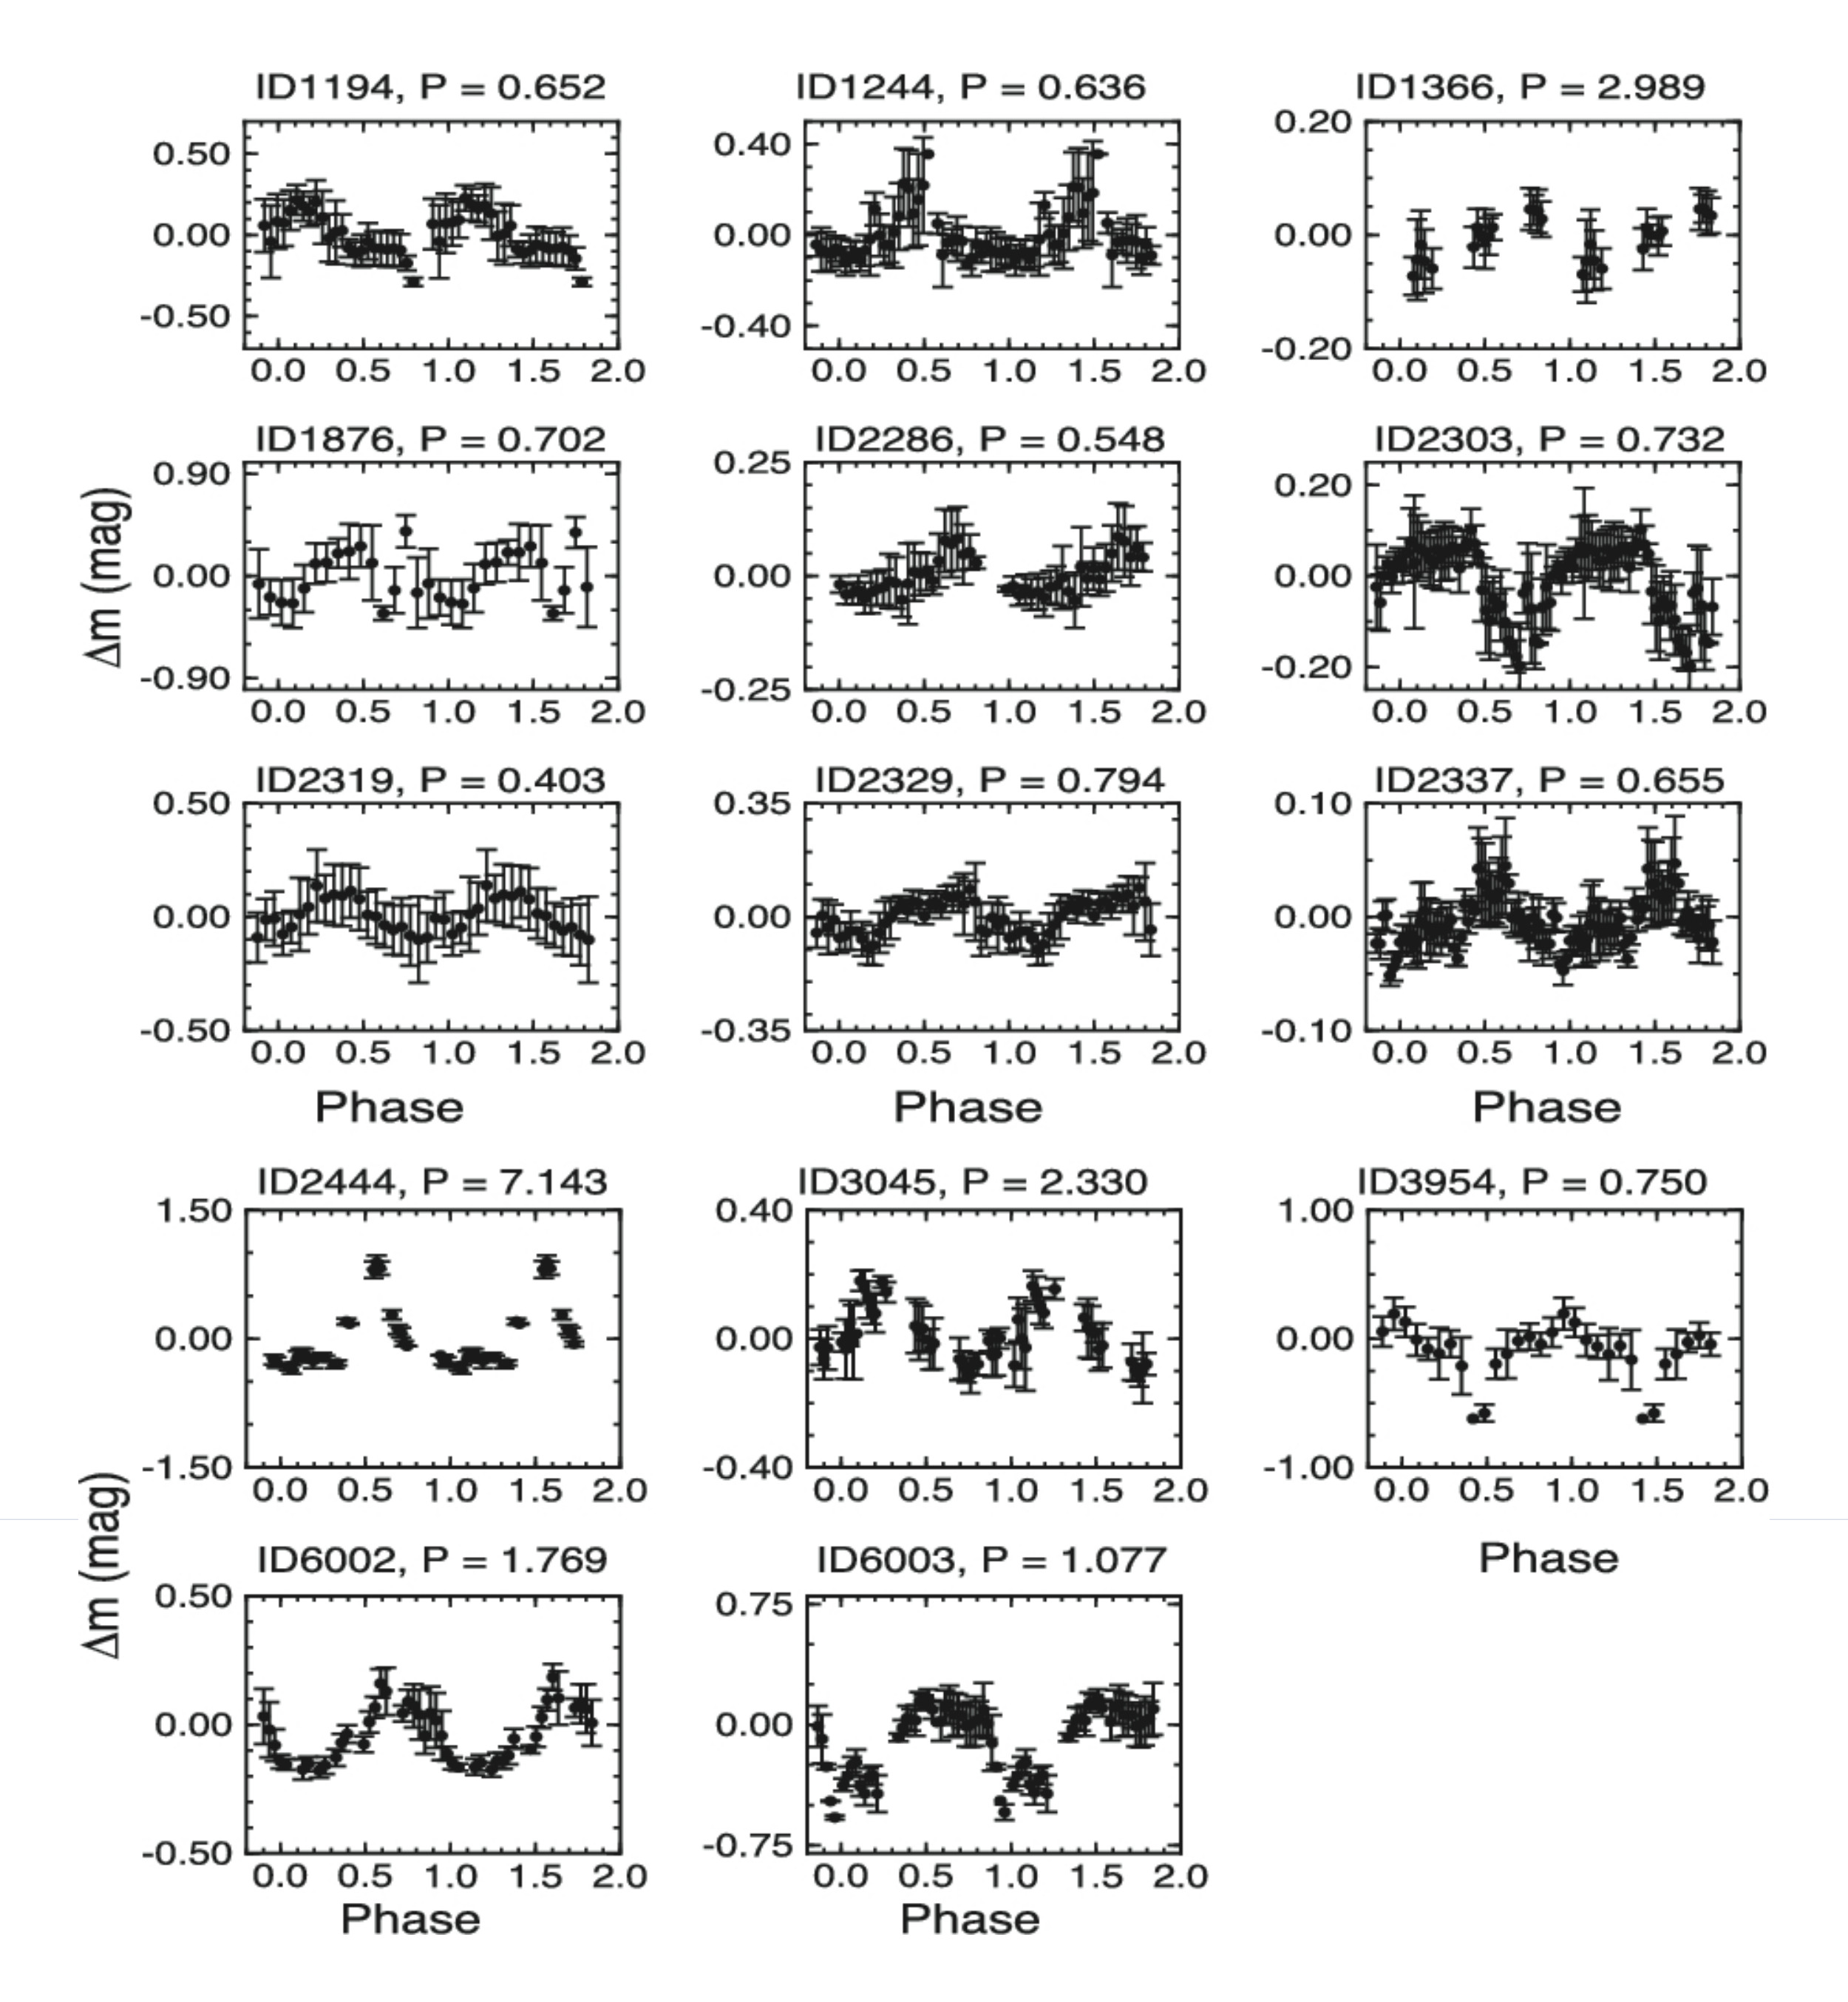 ID1194, P = 0.652 ID1244, P = 0.636 ID1366, P = 2.989
0.50 0.40 0.20
0.00 0.00 0.00
-0.50 -0.40 -0.20
0.0 0.5 1.0 1.5 2.0 0.0 0.5 1.0 1.5 2.0 0.0 0.5 1.0 1.5 2.0
ID1876, P = 0.702 ID2286, P = 0.548 ID2303, P = 0.732
0.90 0.25 0.20
Δm (mag)
0.00 0.00 0.00
-0.90 -0.25 -0.20
0.0 0.5 1.0 1.5 2.0 0.0 0.5 1.0 1.5 2.0 0.0 0.5 1.0 1.5 2.0
ID2319, P = 0.403 ID2329, P = 0.794 ID2337, P = 0.655
0.50 0.35 0.10
0.00 0.00 0.00
-0.50 -0.35 -0.10
0.0 0.5 1.0 1.5 2.0 0.0 0.5 1.0 1.5 2.0 0.0 0.5 1.0 1.5 2.0
Phase Phase Phase
ID2444, P = 7.143 ID3045, P = 2.330 ID3954, P = 0.750
1.50 0.40 1.00
0.00 0.00 0.00
-1.50 -0.40 -1.00
0.0 0.5 1.0 1.5 2.0 0.0 0.5 1.0 1.5 2.0 0.0 0.5 1.0 1.5 2.0
Δm (mag)
ID6002, P = 1.769 ID6003, P = 1.077 Phase
0.50 0.75
0.00 0.00
-0.50 -0.75
0.0 0.5 1.0 1.5 2.0 0.0 0.5 1.0 1.5 2.0
Phase Phase